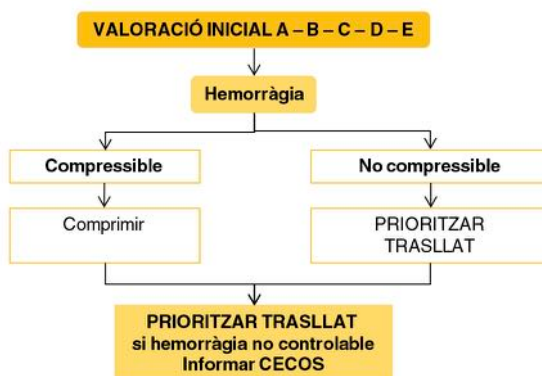 VALORACIÓ INICIAL A – B – C – D – E
Hemorràgia
Compressible
No compressible
Comprimir
PRIORITZAR
TRASLLAT
PRIORITZAR TRASLLAT
si hemorràgia no controlable
Informar CECOS